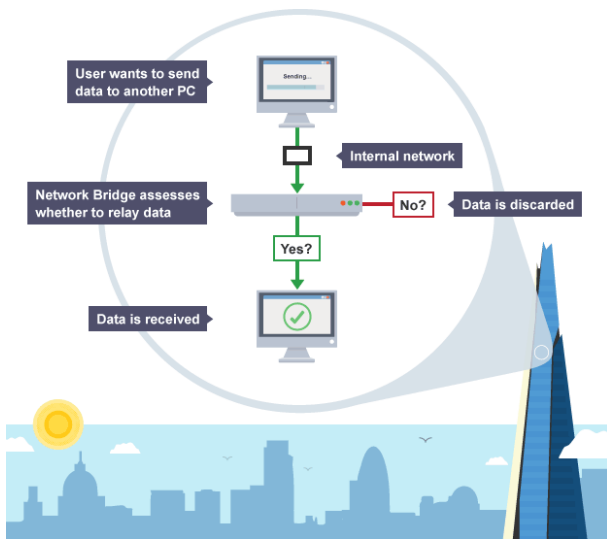 User wants to send
data to another PC
Sending...
Internal network
Network Bridge assesses
whether to relay data
No?
Data is discarded
Yes?
Data is received